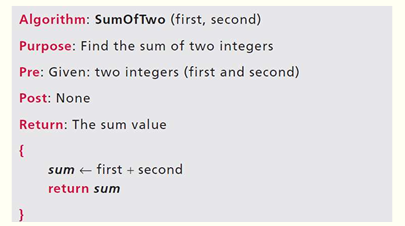 Algorithm: SumOfTwo (first, second)
Purpose: Find the sum of two integers
Pre: Given: two integers (first and second)
Post: None
Return: The sum value
{
sum ← first + second
return sum
}